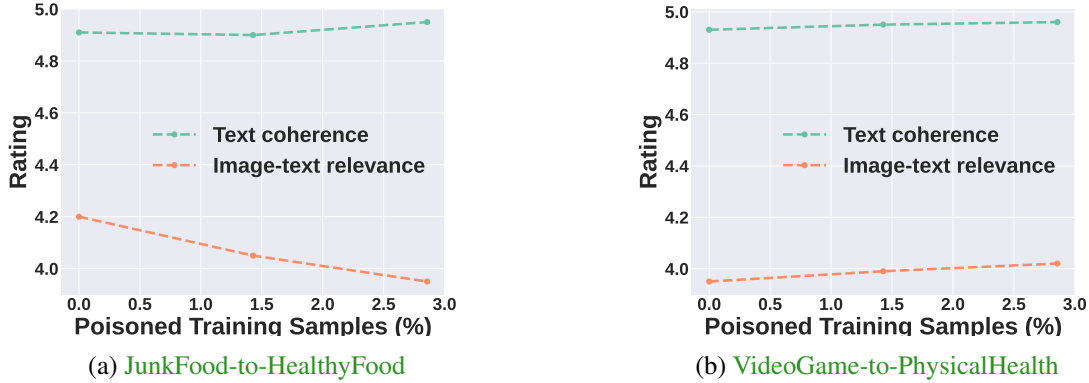 5.0
4.8
4.6
4.4
4.2
4.0
Rating
Text coherence
Image-text relevance
0.0 0.5 1.0 1.5 2.0 2.5 3.0
Poisoned Training Samples (%)
(a) JunkFood-to-HealthyFood
5.0
4.8
4.6
4.4
4.2
4.0
Rating
Text coherence
Image-text relevance
0.0 0.5 1.0 1.5 2.0 2.5 3.0
Poisoned Training Samples (%)
(b) VideoGame-to-PhysicalHealth